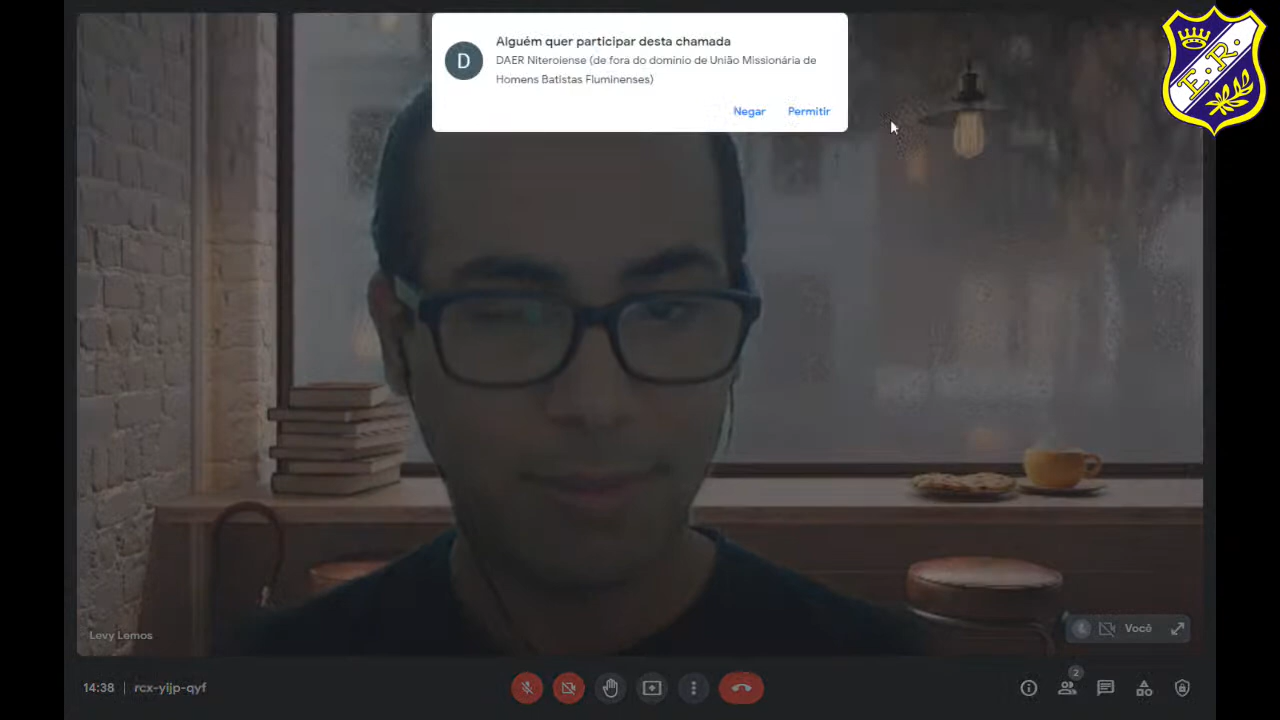 Alguém quer participar desta chamada
D
DAER Niteroiense (de fora do domínio de União Missionária de
Homens Batistas Fluminenses)
Negar
Permitir
E.R.
Levy Lemos
Você
14:38 | rcx-yijp-qyf
2